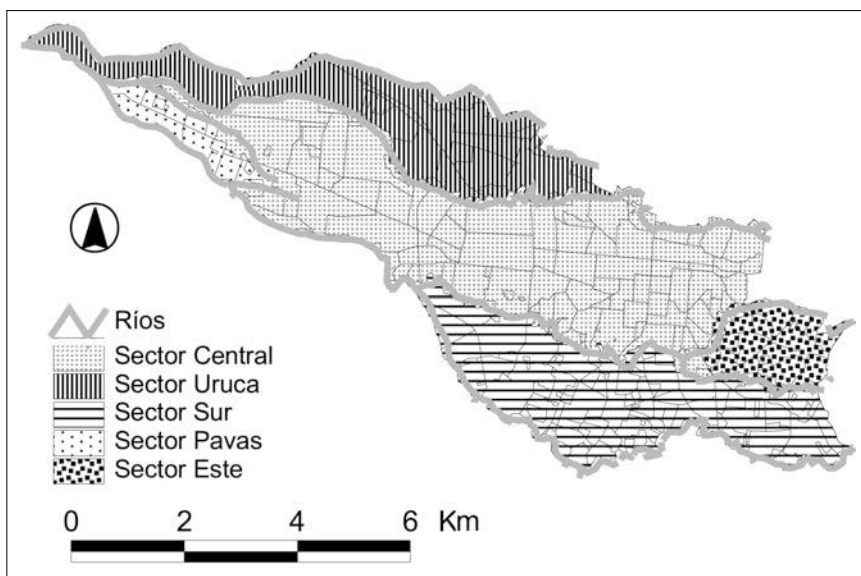 Ríos
Sector Central
Sector Uruca
Sector Sur
Sector Pavas
Sector Este
0 2 4 6 Km